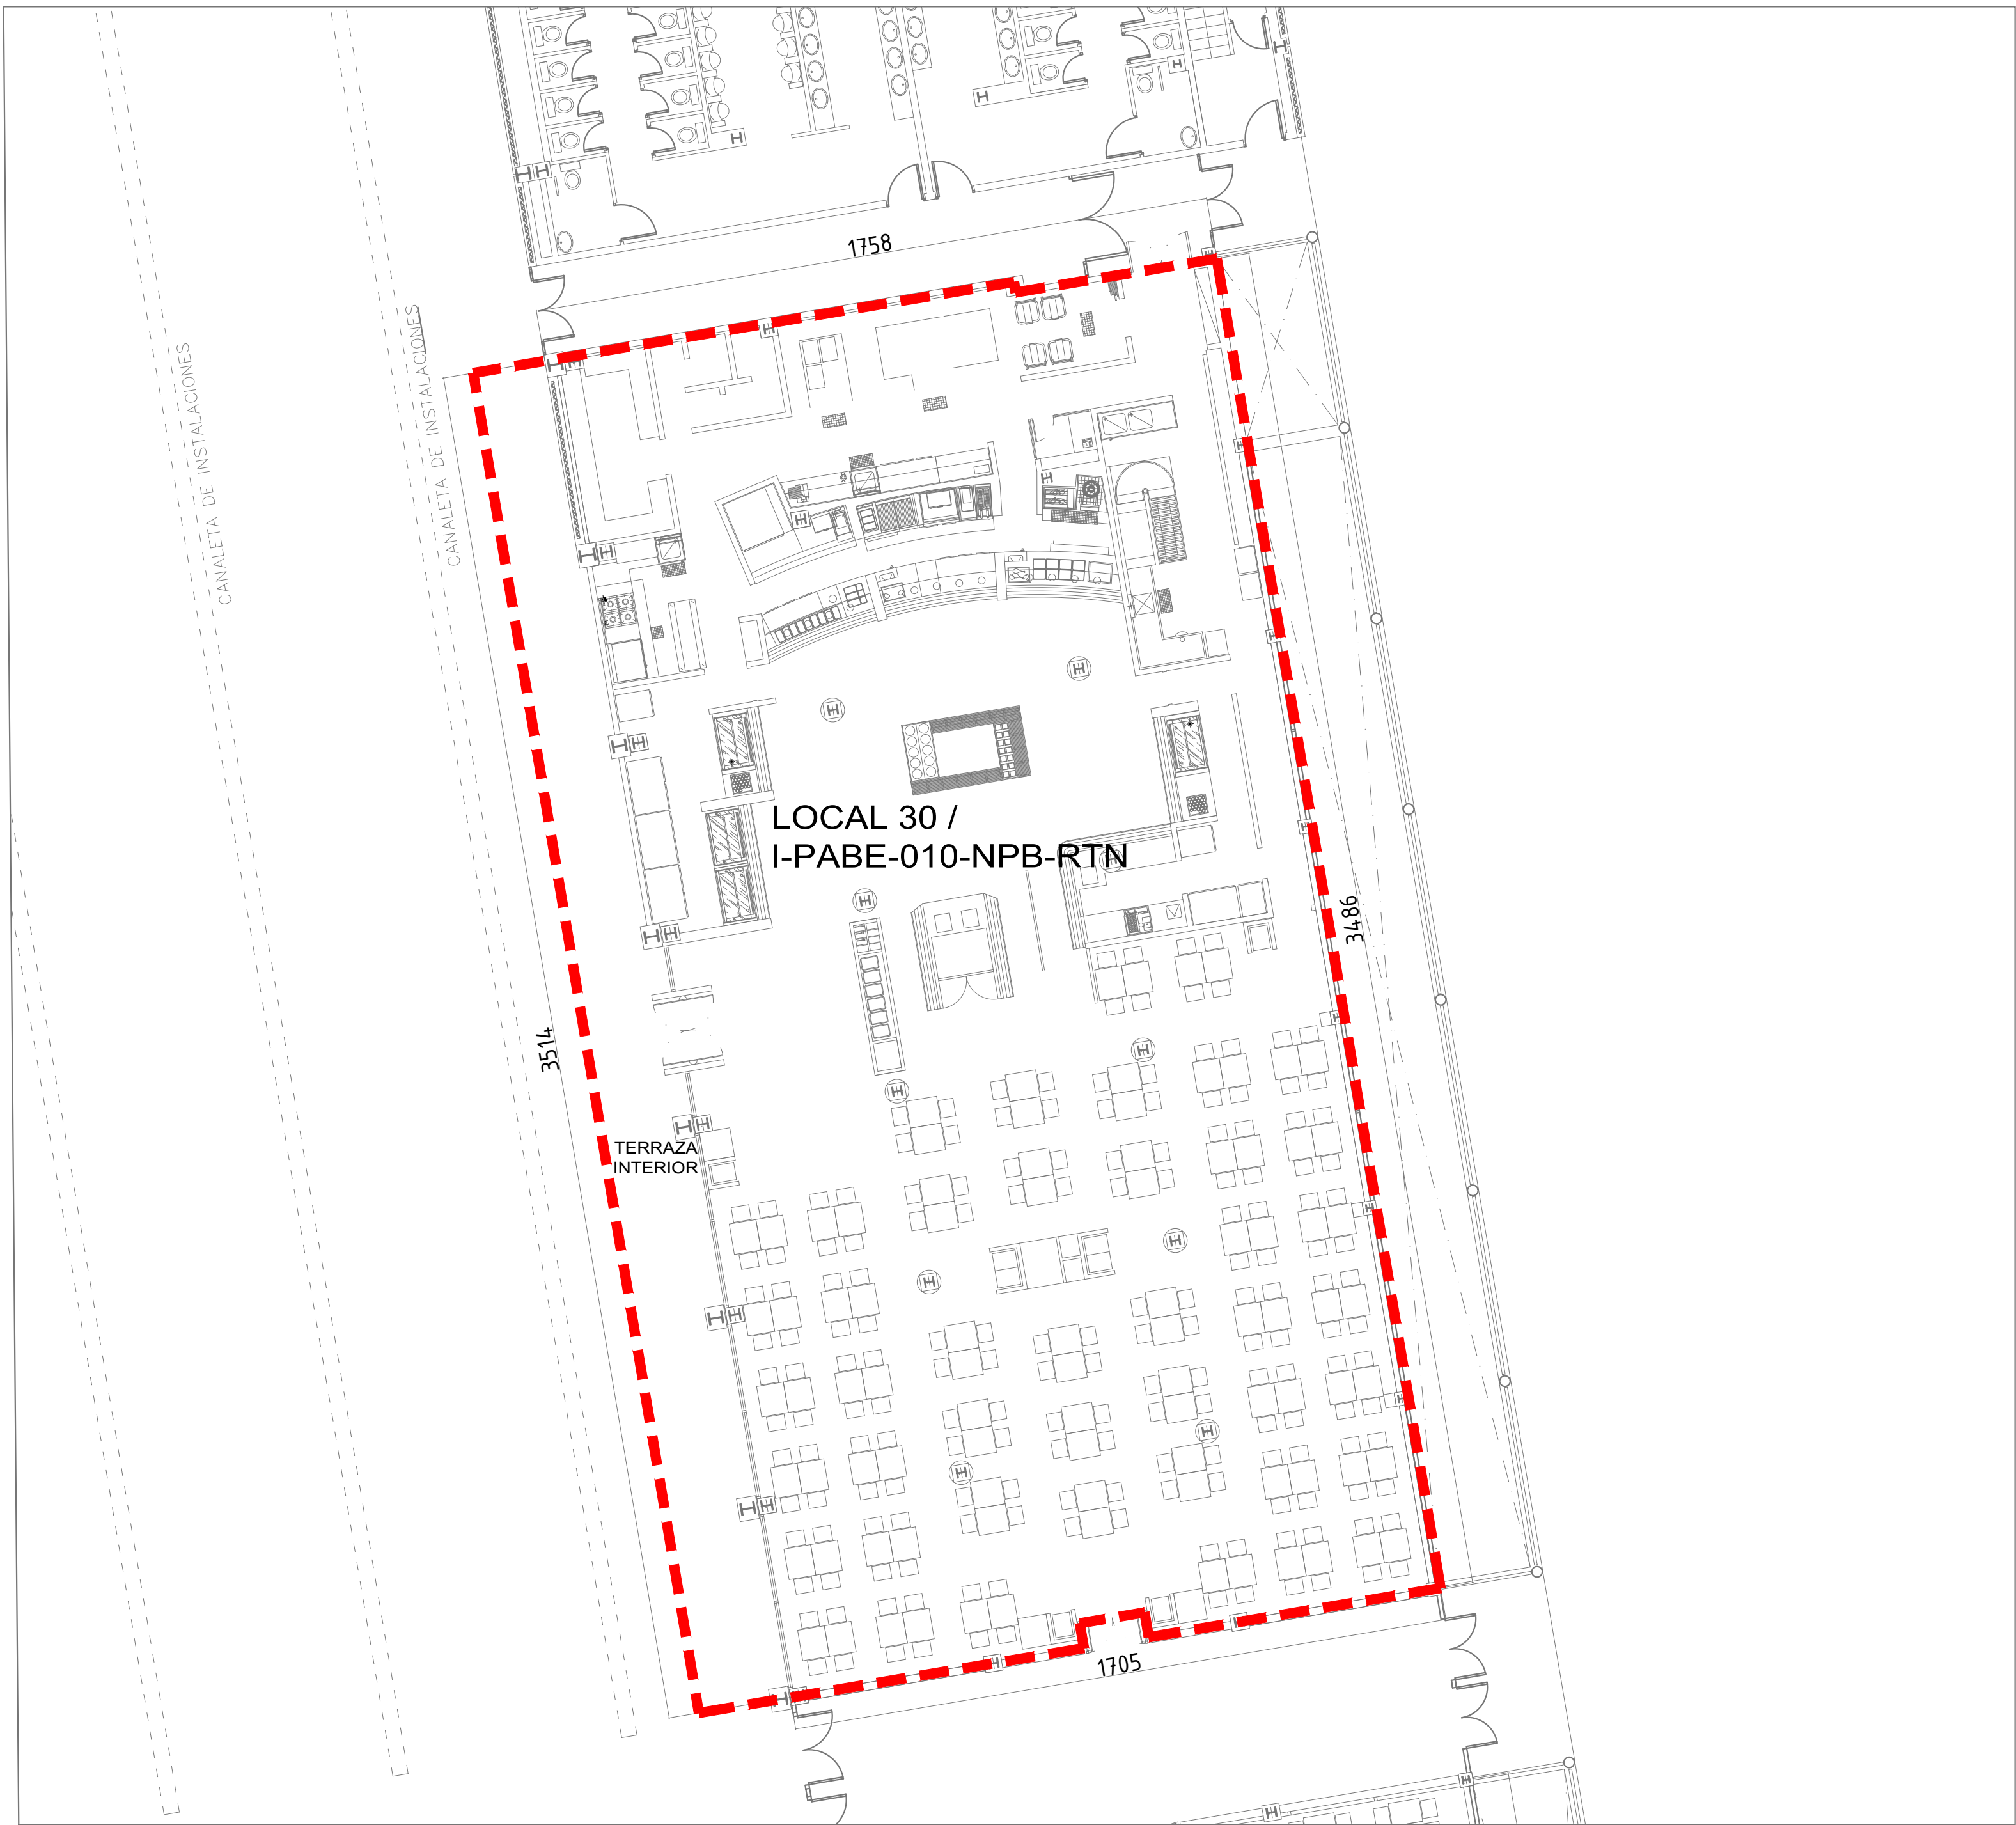 1758
CANALETA DE INSTALACIONES
CANALETA DE INSTALACIONES
LOCAL 30 /
I-PABE-010-NPB-RTN
3486
3514
TERRAZA
INTERIOR
1705